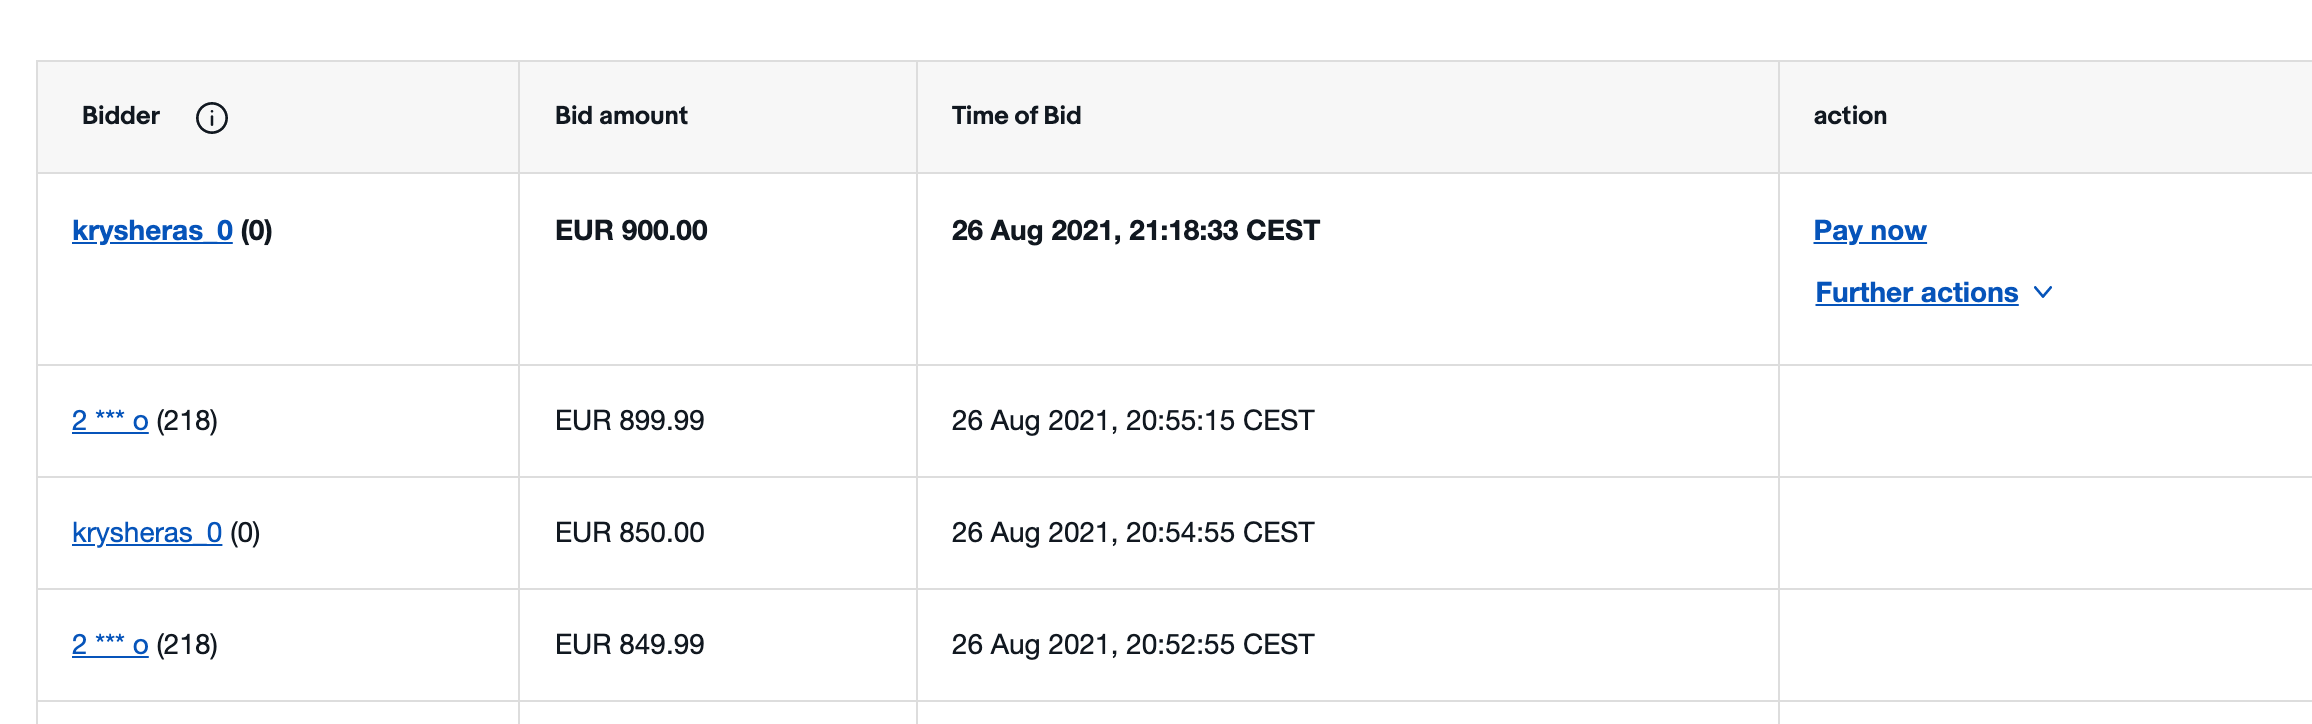 Bidder Bid amount Time of Bid action
krysheras_0 (0) EUR 900.00 26 Aug 2021, 21:18:33 CEST Pay now
Further actions
2 *** o (218) EUR 899.99 26 Aug 2021, 20:55:15 CEST
krysheras_0 (0) EUR 850.00 26 Aug 2021, 20:54:55 CEST
2 *** o (218) EUR 849.99 26 Aug 2021, 20:52:55 CEST